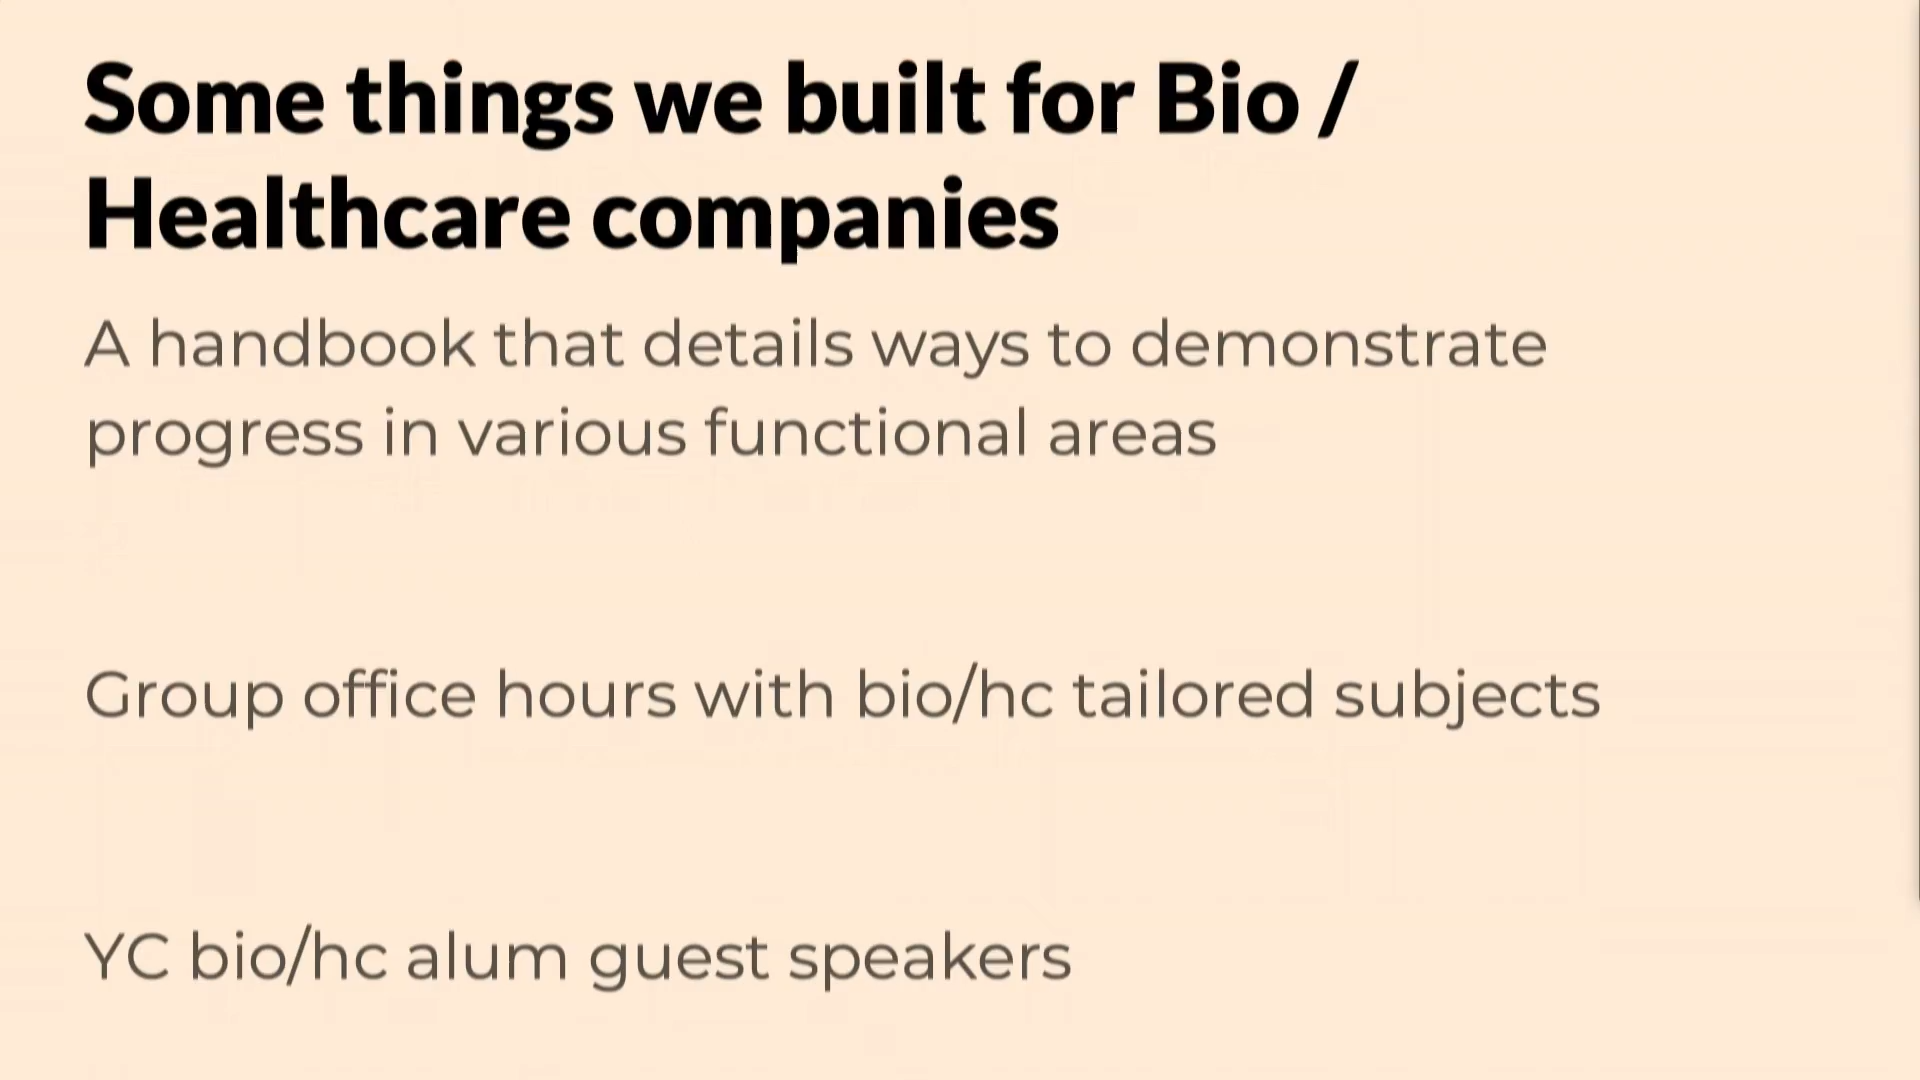 Some things we built for Bio /
Healthcare companies
A handbook that details ways to demonstrate
progress in various functional areas
Group office hours with bio/hc tailored subjects
YC bio/hc alum guest speakers